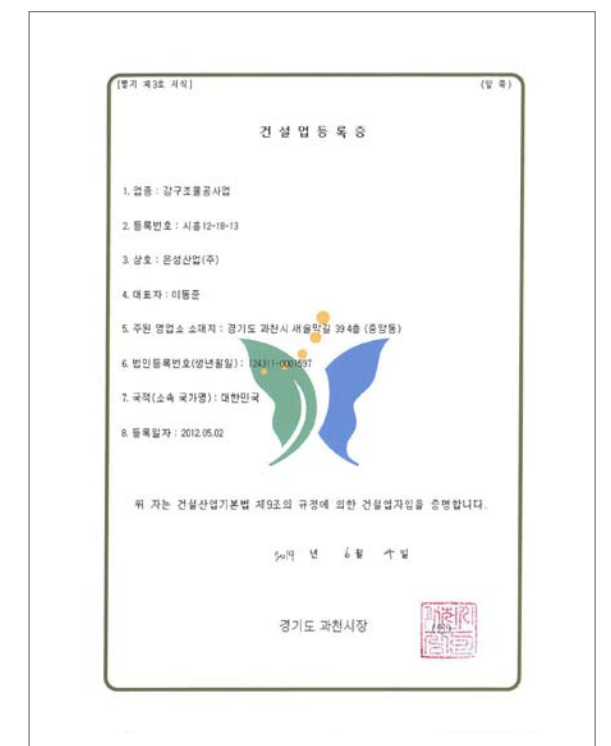 [별지 제3호 서식] (앞 쪽)
건설업등록증
1. 업종 : 강구조물공사업
2. 등록번호 : 시흥12-18-13
3. 상호 : 은성산업(주)
4. 대표자 : 이동준
5. 주된 영업소 소재지 : 경기도 과천시 새술막길 39 4층 (중앙동)
6. 법인등록번호(생년월일) : 124311-0001597
7. 국적(소속 국가명) : 대한민국
8. 등록일자 : 2012.05.02
위 자는 건설산업기본법 제9조의 규정에 의한 건설업자임을 증명합니다.
2019 년 6 월 4 일
경기도 과천시장
(인)